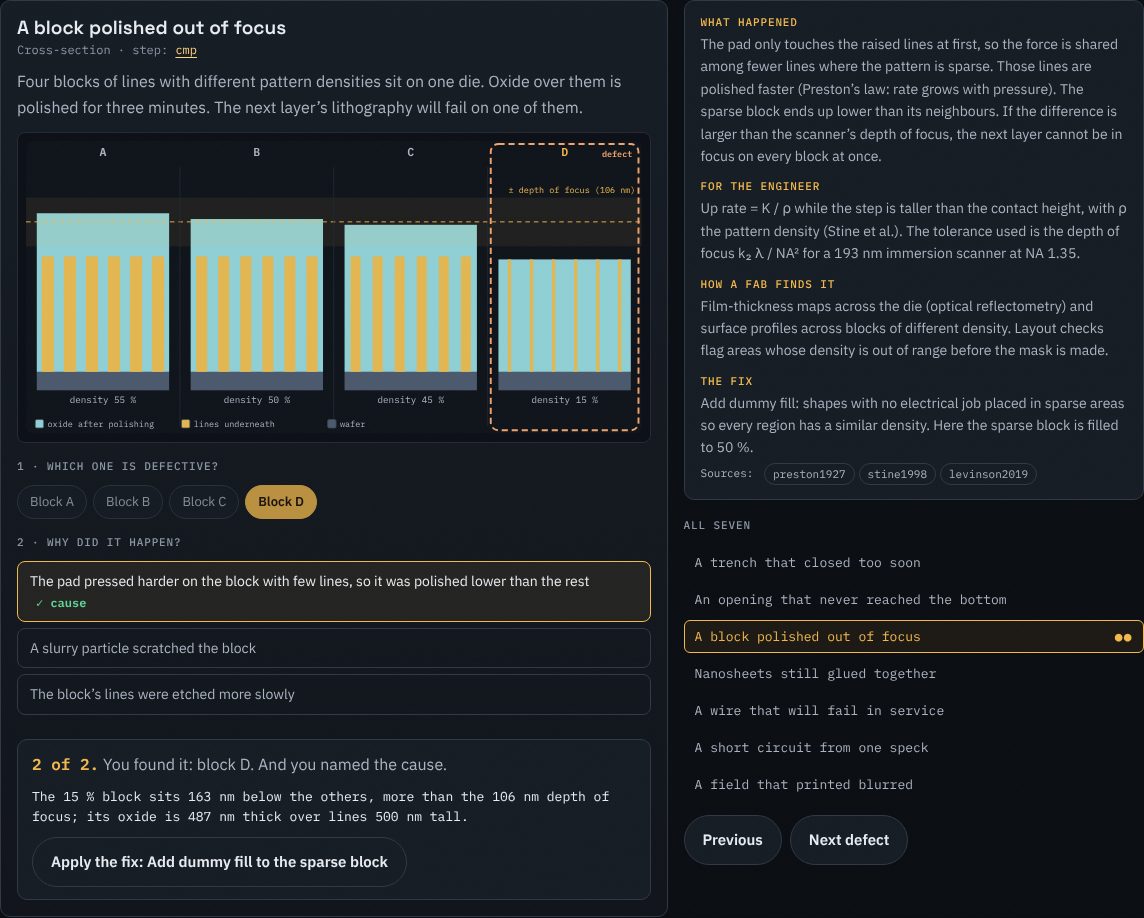 A block polished out of focus
Cross-section · step: cmp
Four blocks of lines with different pattern densities sit on one die. Oxide over them is
polished for three minutes. The next layer’s lithography will fail on one of them.
A
B
C
D
defect
± depth of focus (106 nm)
density 55 %
density 50 %
density 45 %
density 15 %
oxide after polishing
lines underneath
wafer
1 · WHICH ONE IS DEFECTIVE?
Block A
Block B
Block C
Block D
2 · WHY DID IT HAPPEN?
The pad pressed harder on the block with few lines, so it was polished lower than the rest
✓ cause
A slurry particle scratched the block
The block’s lines were etched more slowly
2 of 2. You found it: block D. And you named the cause.
The 15 % block sits 163 nm below the others, more than the 106 nm depth of
focus; its oxide is 487 nm thick over lines 500 nm tall.
Apply the fix: Add dummy fill to the sparse block
WHAT HAPPENED
The pad only touches the raised lines at first, so the force is shared
among fewer lines where the pattern is sparse. Those lines are
polished faster (Preston’s law: rate grows with pressure). The
sparse block ends up lower than its neighbours. If the difference is
larger than the scanner’s depth of focus, the next layer cannot be in
focus on every block at once.
FOR THE ENGINEER
Up rate = K / ρ while the step is taller than the contact height, with ρ
the pattern density (Stine et al.). The tolerance used is the depth of
focus k₂ λ / NA² for a 193 nm immersion scanner at NA 1.35.
HOW A FAB FINDS IT
Film-thickness maps across the die (optical reflectometry) and
surface profiles across blocks of different density. Layout checks
flag areas whose density is out of range before the mask is made.
THE FIX
Add dummy fill: shapes with no electrical job placed in sparse areas
so every region has a similar density. Here the sparse block is filled
to 50 %.
Sources: preston1927 stine1998 levinson2019
ALL SEVEN
A trench that closed too soon
An opening that never reached the bottom
A block polished out of focus
Nanosheets still glued together
A wire that will fail in service
A short circuit from one speck
A field that printed blurred
Previous
Next defect